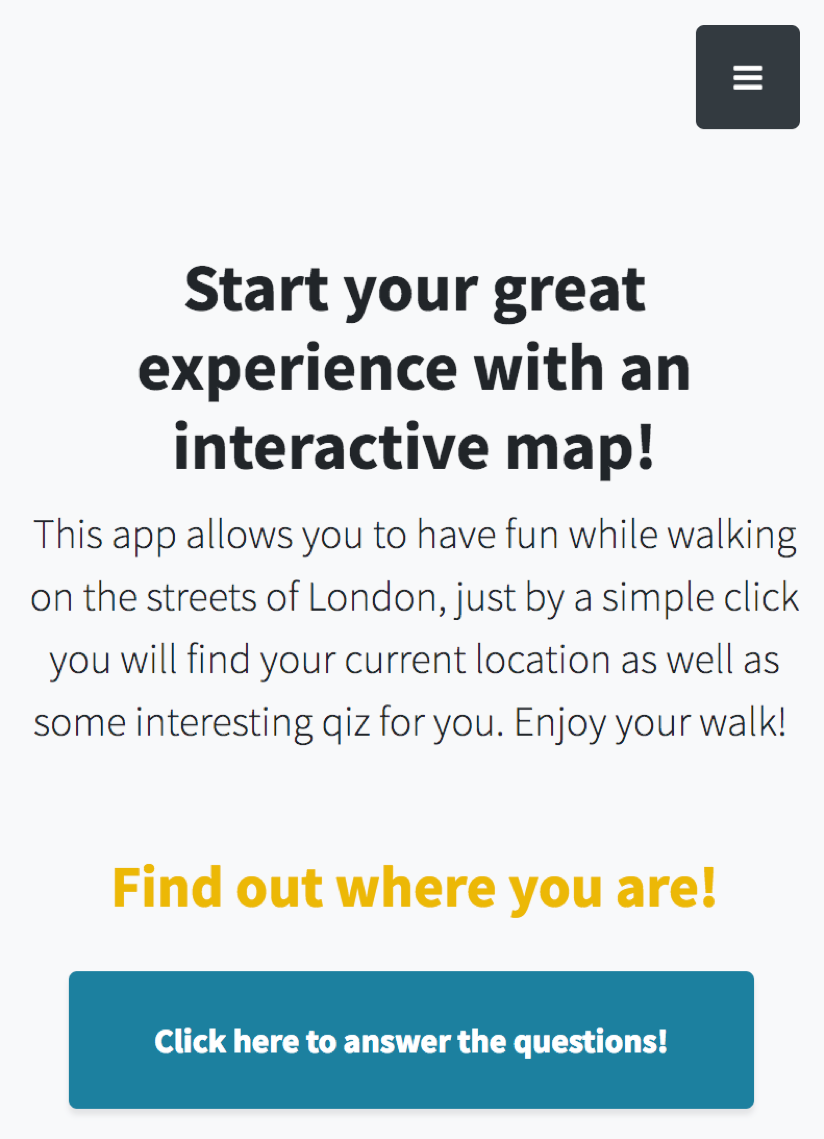 Start your great
experience with an
interactive map!
This app allows you to have fun while walking
on the streets of London, just by a simple click
you will find your current location as well as
some interesting qiz for you. Enjoy your walk!
Find out where you are!
Click here to answer the questions!